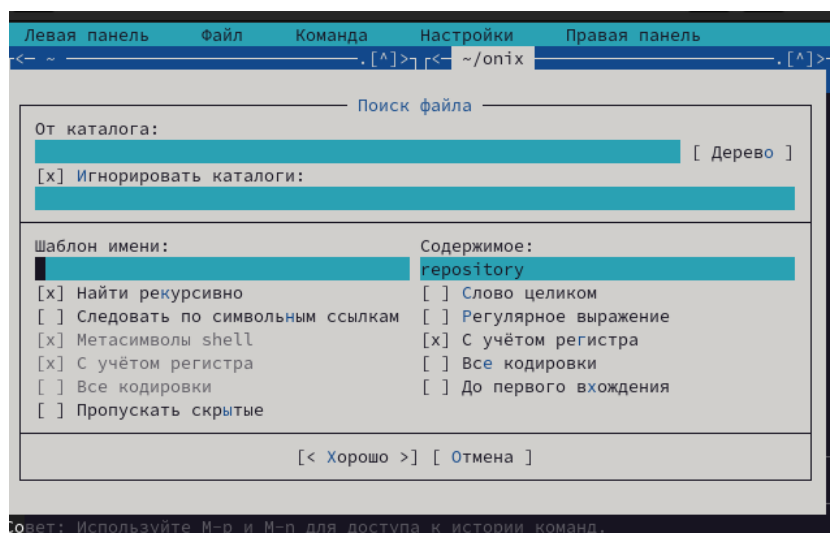 Левая панель Файл Команда Настройки Правая панель
<─ ~ .[^]> <─ ~/onix .[^]>
Поиск файла
От каталога:
[ Дерево ]
[x] Игнорировать каталоги:
Шаблон имени: Содержимое:
repository
[x] Найти рекурсивно [ ] Слово целиком
[ ] Следовать по символьным ссылкам [ ] Регулярное выражение
[x] Метасимволы shell [x] С учётом регистра
[x] С учётом регистра [ ] Все кодировки
[ ] Все кодировки [ ] До первого вхождения
[ ] Пропускать скрытые
[< Хорошо >] [ Отмена ]
Совет: Используйте M-p и M-n для доступа к истории команд.